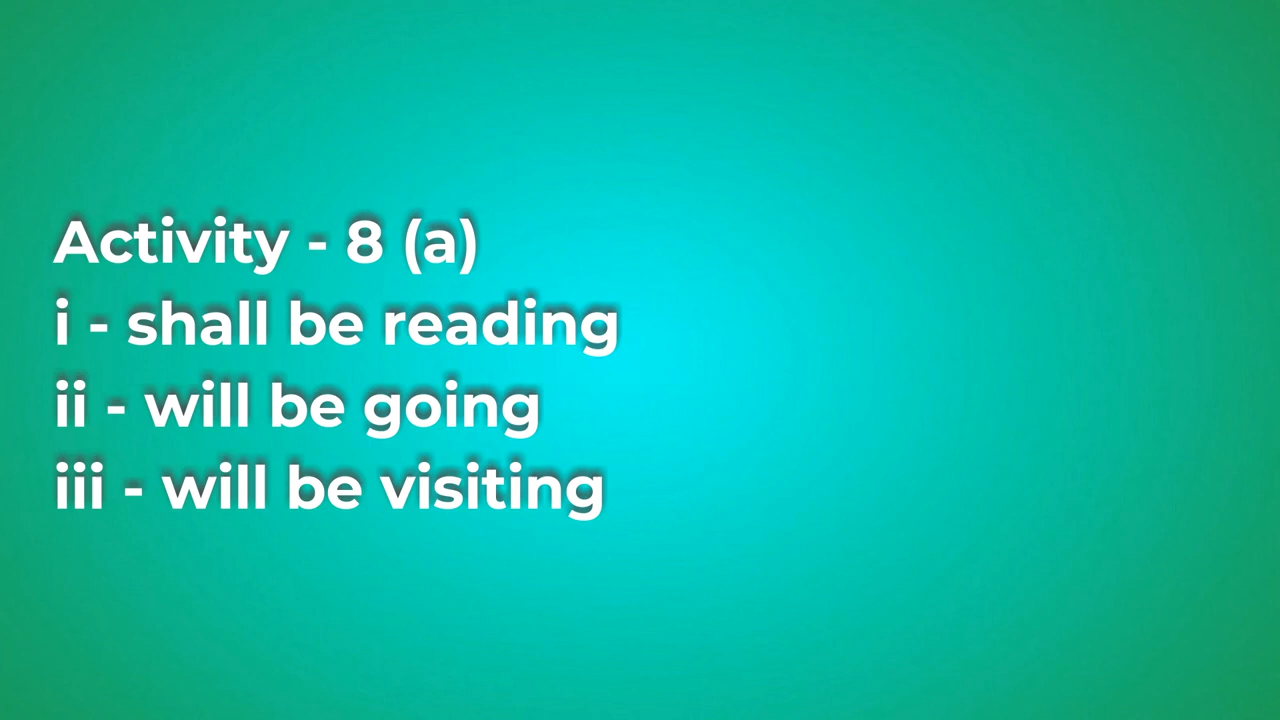 Activity - 8 (a)
i - shall be reading
ii - will be going
iii - will be visiting